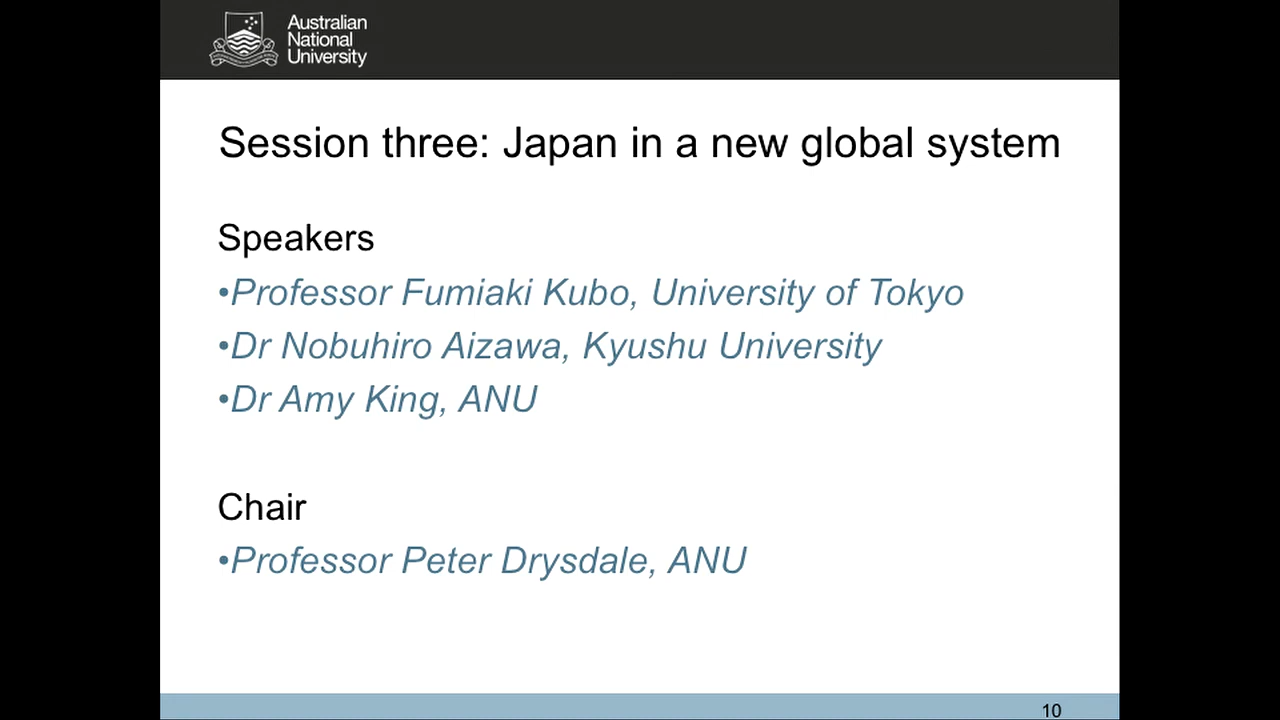 Australian
National
University
Session three: Japan in a new global system
Speakers
•Professor Fumiaki Kubo, University of Tokyo
•Dr Nobuhiro Aizawa, Kyushu University
•Dr Amy King, ANU
Chair
•Professor Peter Drysdale, ANU
10